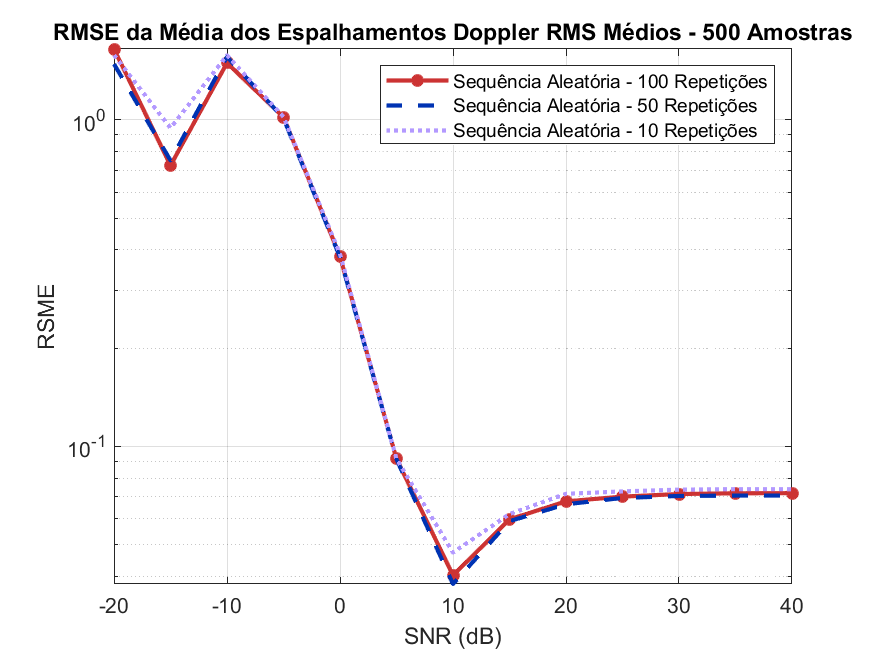 RMSE da Média dos Espalhamentos Doppler RMS Médios - 500 Amostras
Sequência Aleatória - 100 Repetições
Sequência Aleatória - 50 Repetições
Sequência Aleatória - 10 Repetições
10^0
10^-1
RSME
-20 -10 0 10 20 30 40
SNR (dB)